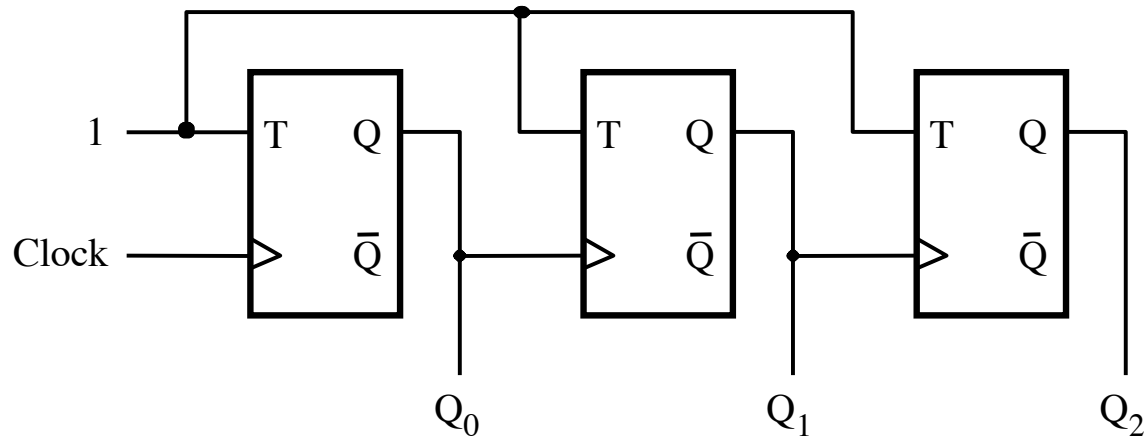 1 T Q T Q T Q
Clock Q̅ Q̅ Q̅
Q₀ Q₁ Q₂